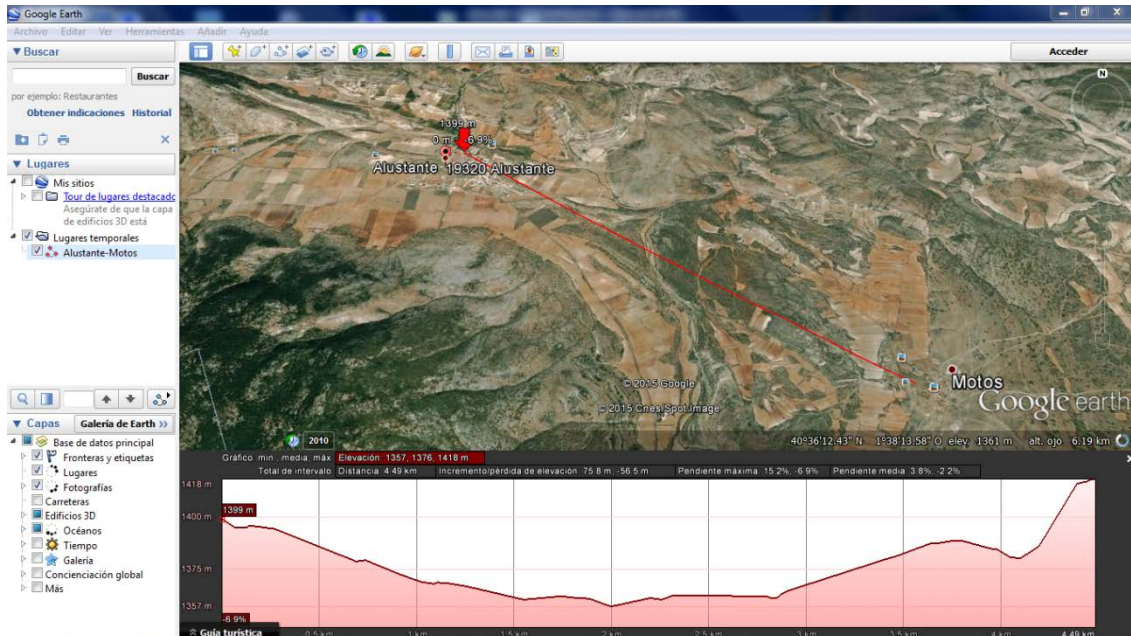 Google Earth
Archivo Editar Ver Herramientas Añadir Ayuda
Buscar
Buscar
por ejemplo: Restaurantes
Obtener indicaciones Historial
Lugares
Mis sitios
Tour de lugares destacado
Asegúrate de que la capa
de edificios 3D está
Lugares temporales
Alustante-Motos
Capas Galería de Earth >>
Base de datos principal
Fronteras y etiquetas
Lugares
Fotografías
Carreteras
Edificios 3D
Océanos
Tiempo
Galería
Concienciación global
Más
Acceder
N
1399 m
0 m -6.9%
Alustante 19320 Alustante
Motos
© 2015 Google
© 2015 Cnes/Spot Image
Google earth
2010
40°36'12.43" N 1°38'13.58" O elev. 1361 m alt. ojo 6.19 km
Gráfico: mín., media, máx. Elevación: 1357, 1376, 1418 m
Total de intervalo: Distancia: 4.49 km Incremento/pérdida de elevación: 75.8 m, -56.5 m Pendiente máxima: 15.2%, -6.9% Pendiente media: 3.8%, -2.2%
1418 m
1399 m
1400 m
1375 m
1357 m
-6.9%
Guía turística
0.5 km 1 km 1.5 km 2 km 2.5 km 3 km 3.5 km 4 km 4.49 km